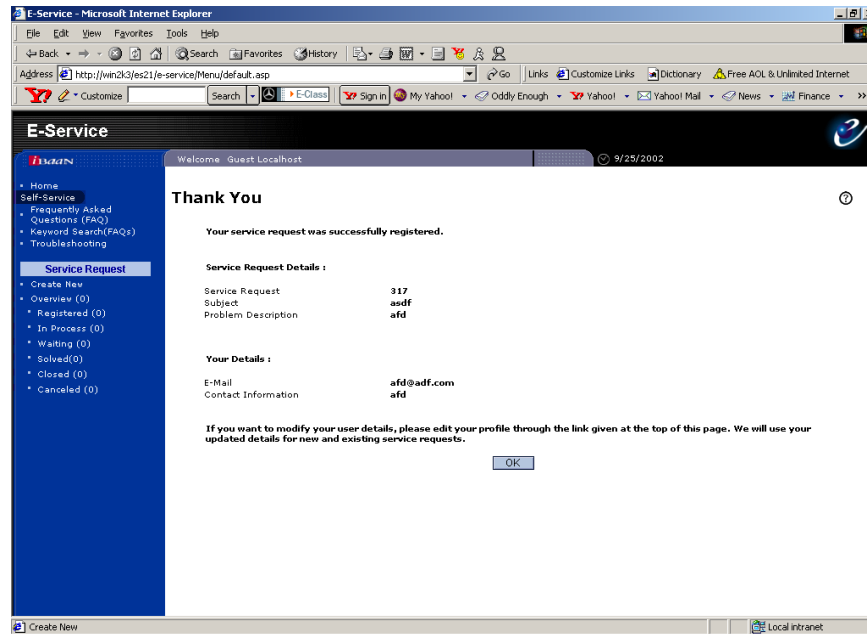 E-Service - Microsoft Internet Explorer
File Edit View Favorites Tools Help
Back Search Favorites History
Address http://win2k3/es21/e-service/Menu/default.asp Go Links Customize Links Dictionary Free AOL & Unlimited Internet
Y! Customize Search E-Class Y! Sign in My Yahoo! Oddly Enough Y! Yahoo! Yahoo! Mail News Finance »
E-Service
iBaan Welcome Guest Localhost 9/25/2002
Home
Self-Service
Frequently Asked
Questions (FAQ)
Keyword Search(FAQs)
Troubleshooting
Service Request
Create New
Overview (0)
Registered (0)
In Process (0)
Waiting (0)
Solved(0)
Closed (0)
Canceled (0)
Thank You
Your service request was successfully registered.
Service Request Details :
Service Request 317
Subject asdf
Problem Description afd
Your Details :
E-Mail afd@adf.com
Contact Information afd
If you want to modify your user details, please edit your profile through the link given at the top of this page. We will use your
updated details for new and existing service requests.
OK
Create New Local intranet